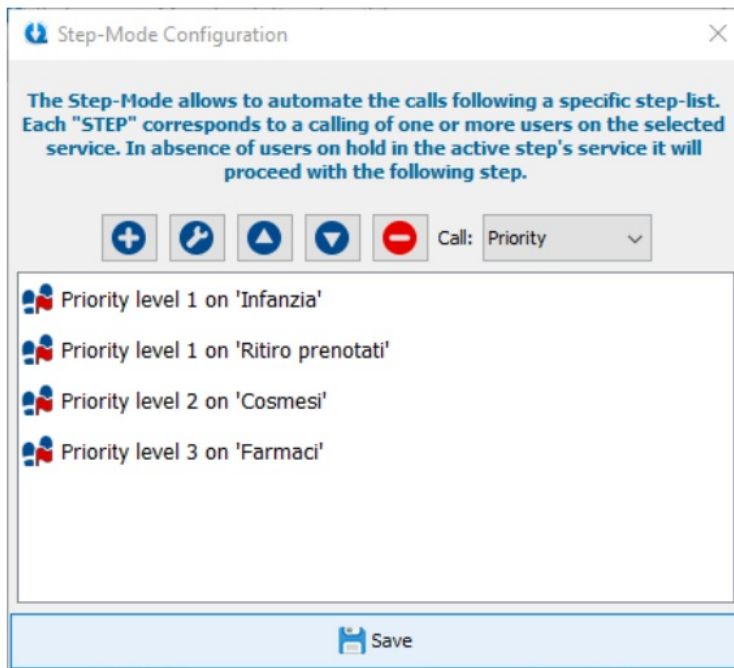 Step-Mode Configuration
The Step-Mode allows to automate the calls following a specific step-list.
Each "STEP" corresponds to a calling of one or more users on the selected
service. In absence of users on hold in the active step's service it will
proceed with the following step.
Call: Priority
Priority level 1 on 'Infanzia'
Priority level 1 on 'Ritiro prenotati'
Priority level 2 on 'Cosmesi'
Priority level 3 on 'Farmaci'
Save